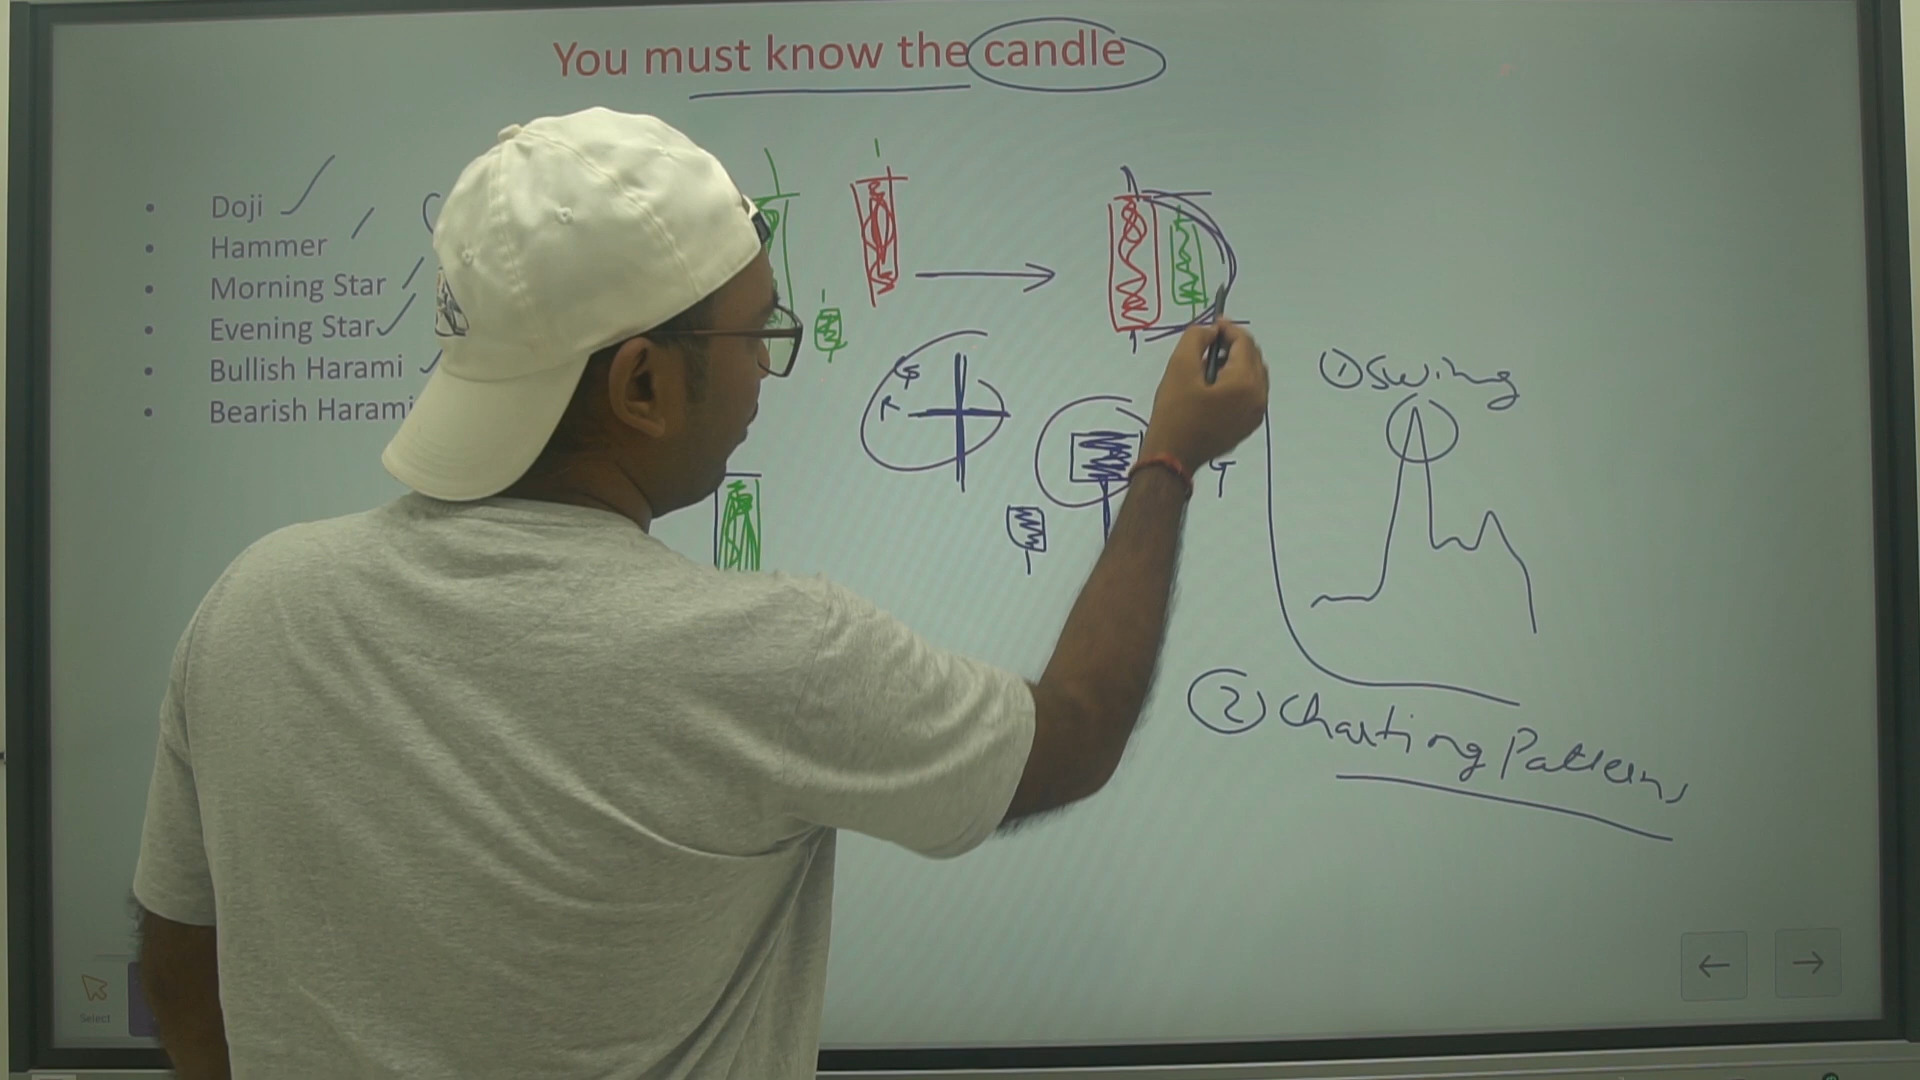 You must know the candle
• Doji
• Hammer
• Morning Star
• Evening Star
• Bullish Harami
• Bearish Harami
G
R
G
① Swing
② Charting Patterns
Select